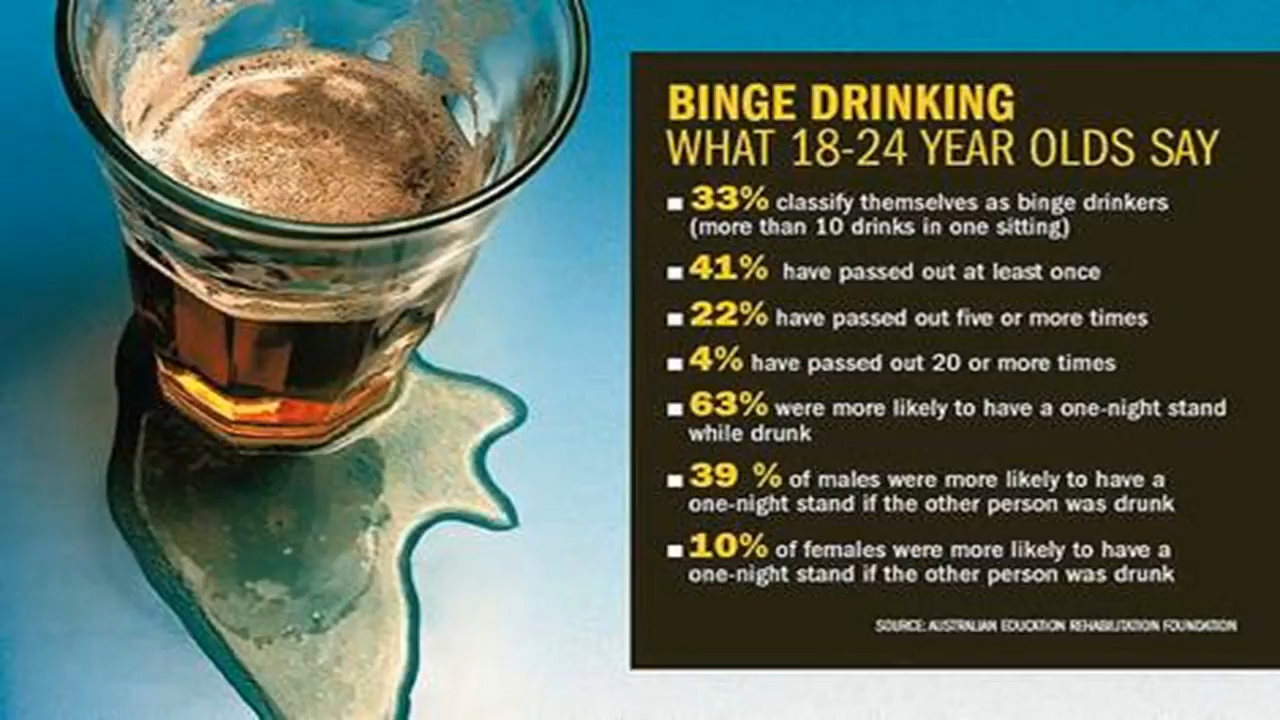 BINGE DRINKING
WHAT 18-24 YEAR OLDS SAY
33% classify themselves as binge drinkers
(more than 10 drinks in one sitting)
41% have passed out at least once
22% have passed out five or more times
4% have passed out 20 or more times
63% were more likely to have a one-night stand
while drunk
39 % of males were more likely to have a
one-night stand if the other person was drunk
10% of females were more likely to have a
one-night stand if the other person was drunk
SOURCE: AUSTRALIAN EDUCATION REHABILITATION FOUNDATION